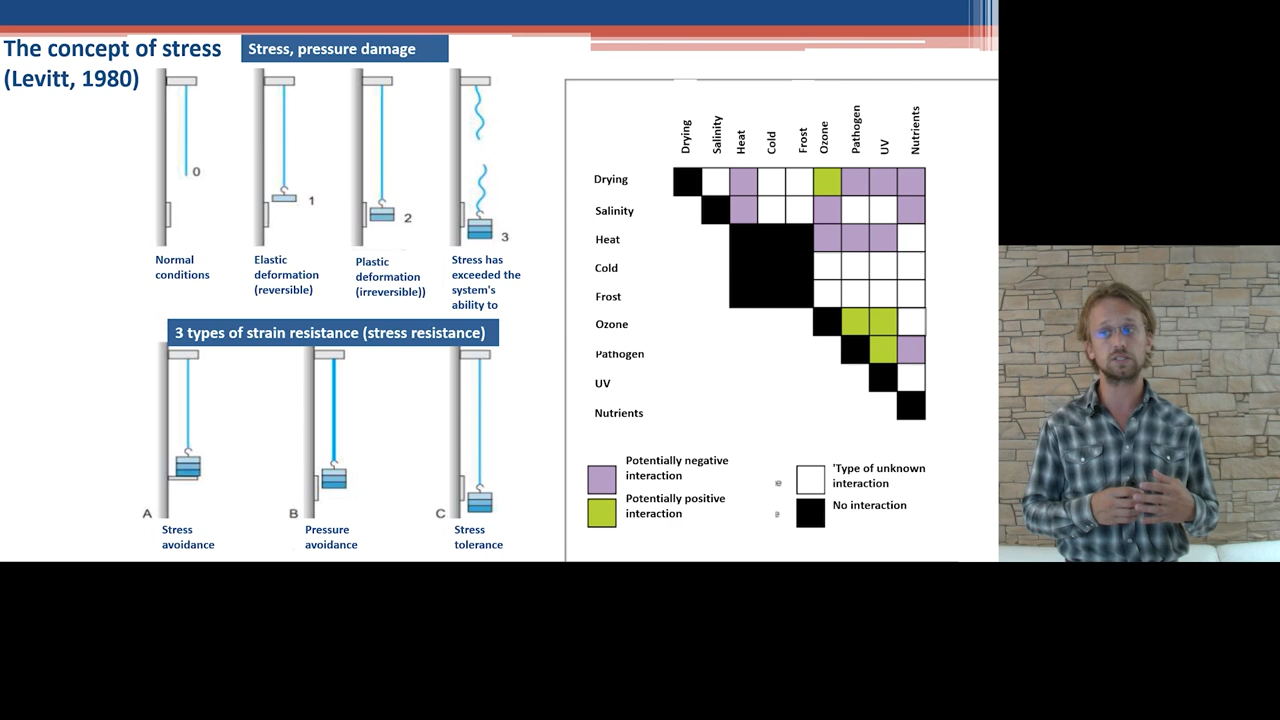 The concept of stress
(Levitt, 1980)
Stress, pressure damage
0
1
2
3
Normal
conditions
Elastic
deformation
(reversible)
Plastic
deformation
(irreversible))
Stress has
exceeded the
system's
ability to
3 types of strain resistance (stress resistance)
A
Stress
avoidance
B
Pressure
avoidance
C
Stress
tolerance
Drying
Salinity
Heat
Cold
Frost
Ozone
Pathogen
UV
Nutrients
Drying
Salinity
Heat
Cold
Frost
Ozone
Pathogen
UV
Nutrients
Potentially negative
interaction
Potentially positive
interaction
'Type of unknown
interaction
No interaction